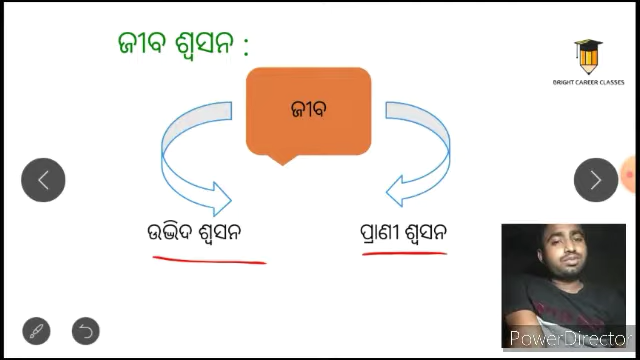 ଜୀବ ଶ୍ୱସନ :
BRIGHT CAREER CLASSES
ଜୀବ
ଉଦ୍ଭିଦ ଶ୍ୱସନ
ପ୍ରାଣୀ ଶ୍ୱସନ
PowerDirector